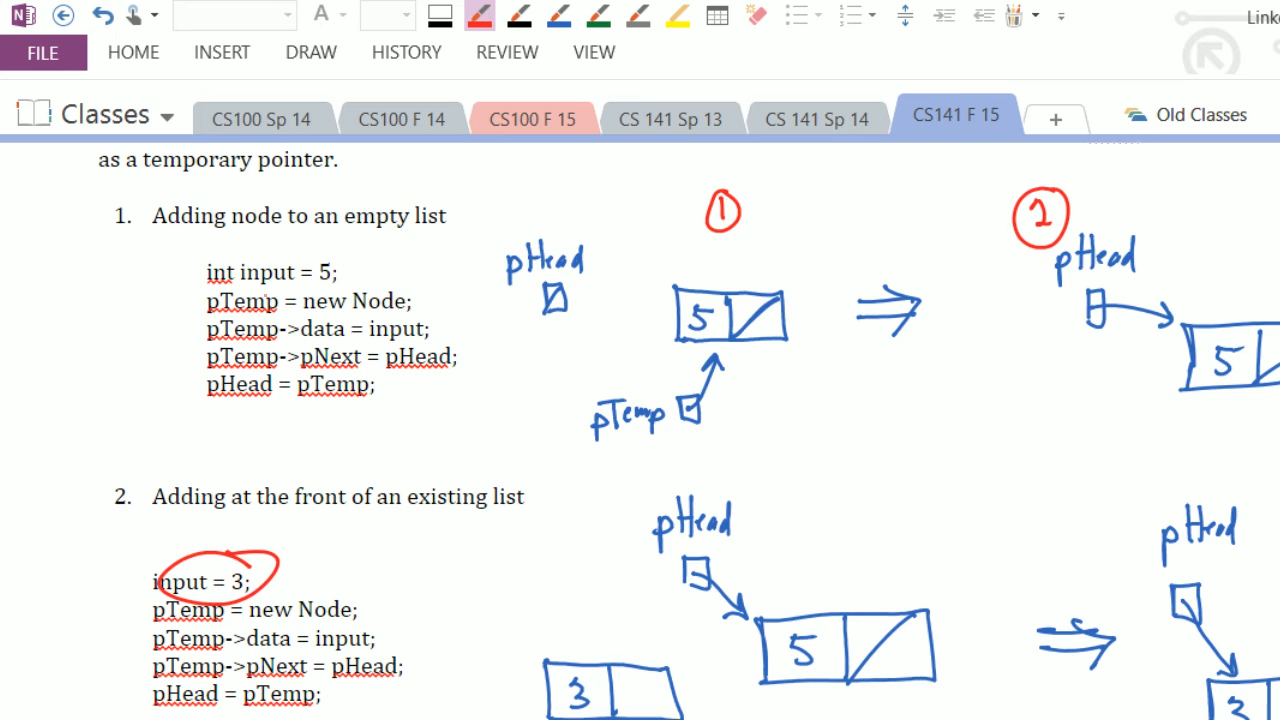 Linke
FILE HOME INSERT DRAW HISTORY REVIEW VIEW
Classes CS100 Sp 14 CS100 F 14 CS100 F 15 CS 141 Sp 13 CS 141 Sp 14 CS141 F 15 + Old Classes
as a temporary pointer.
1. Adding node to an empty list
1
2
int input = 5;
pTemp = new Node;
pTemp->data = input;
pTemp->pNext = pHead;
pHead = pTemp;
pHead
5
pTemp
pHead
5
2. Adding at the front of an existing list
input = 3;
pTemp = new Node;
pTemp->data = input;
pTemp->pNext = pHead;
pHead = pTemp;
pHead
5
3
pHead
3